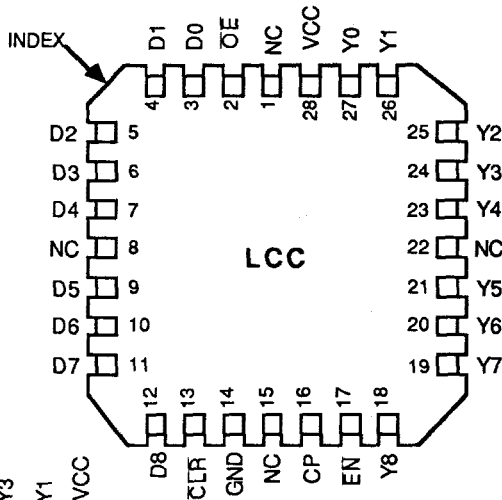 INDEX
D1 D0 O̅E̅ NC VCC Y0 Y1
4 3 2 1 28 27 26
D2 5 25 Y2
D3 6 24 Y3
D4 7 23 Y4
NC 8 22 NC
LCC
D5 9 21 Y5
D6 10 20 Y6
D7 11 19 Y7
12 13 14 15 16 17 18
D8 C̅L̅R̅ GND NC CP E̅N̅ Y8
Y3 Y1 VCC